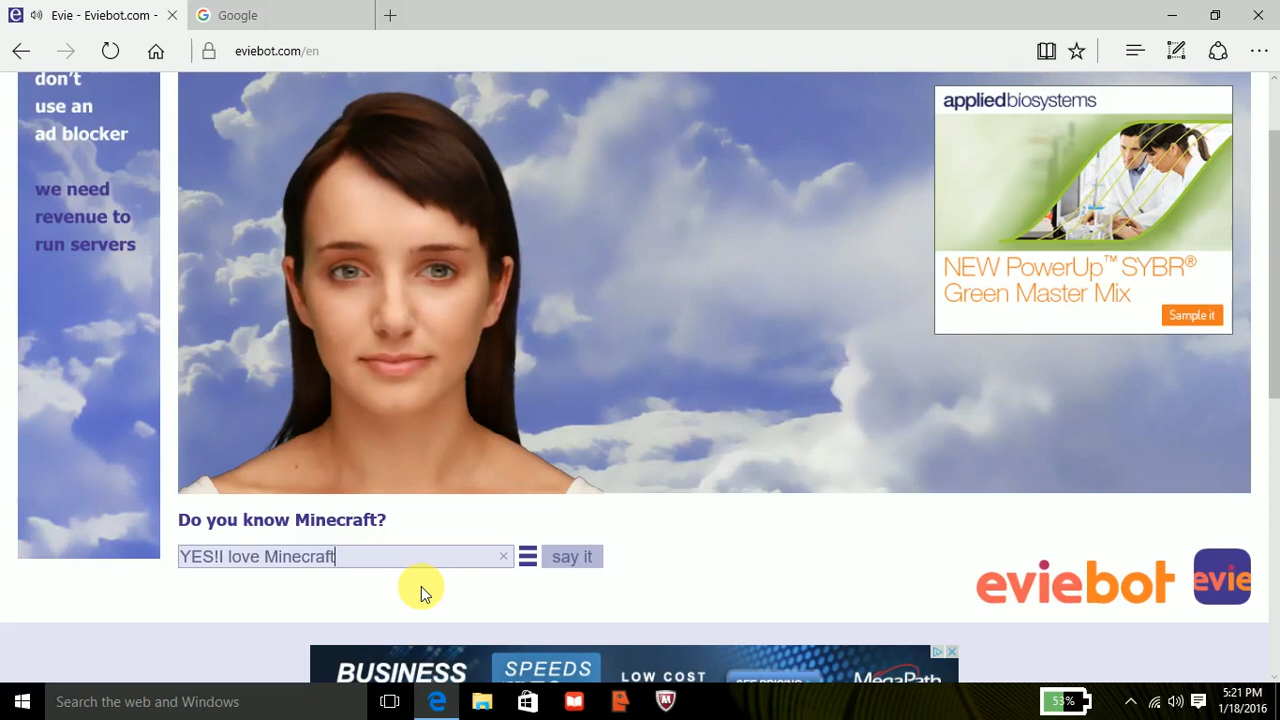 Evie - Eviebot.com -
Google
eviebot.com/en
don't
use an
ad blocker
we need
revenue to
run servers
appliedbiosystems
NEW PowerUp™ SYBR®
Green Master Mix
Sample it
Do you know Minecraft?
YES!I love Minecraft
say it
eviebot
evie
BUSINESS
SPEEDS
LOW COST
SEE PRICING
MegaPath
Search the web and Windows
53%
5:21 PM
1/18/2016